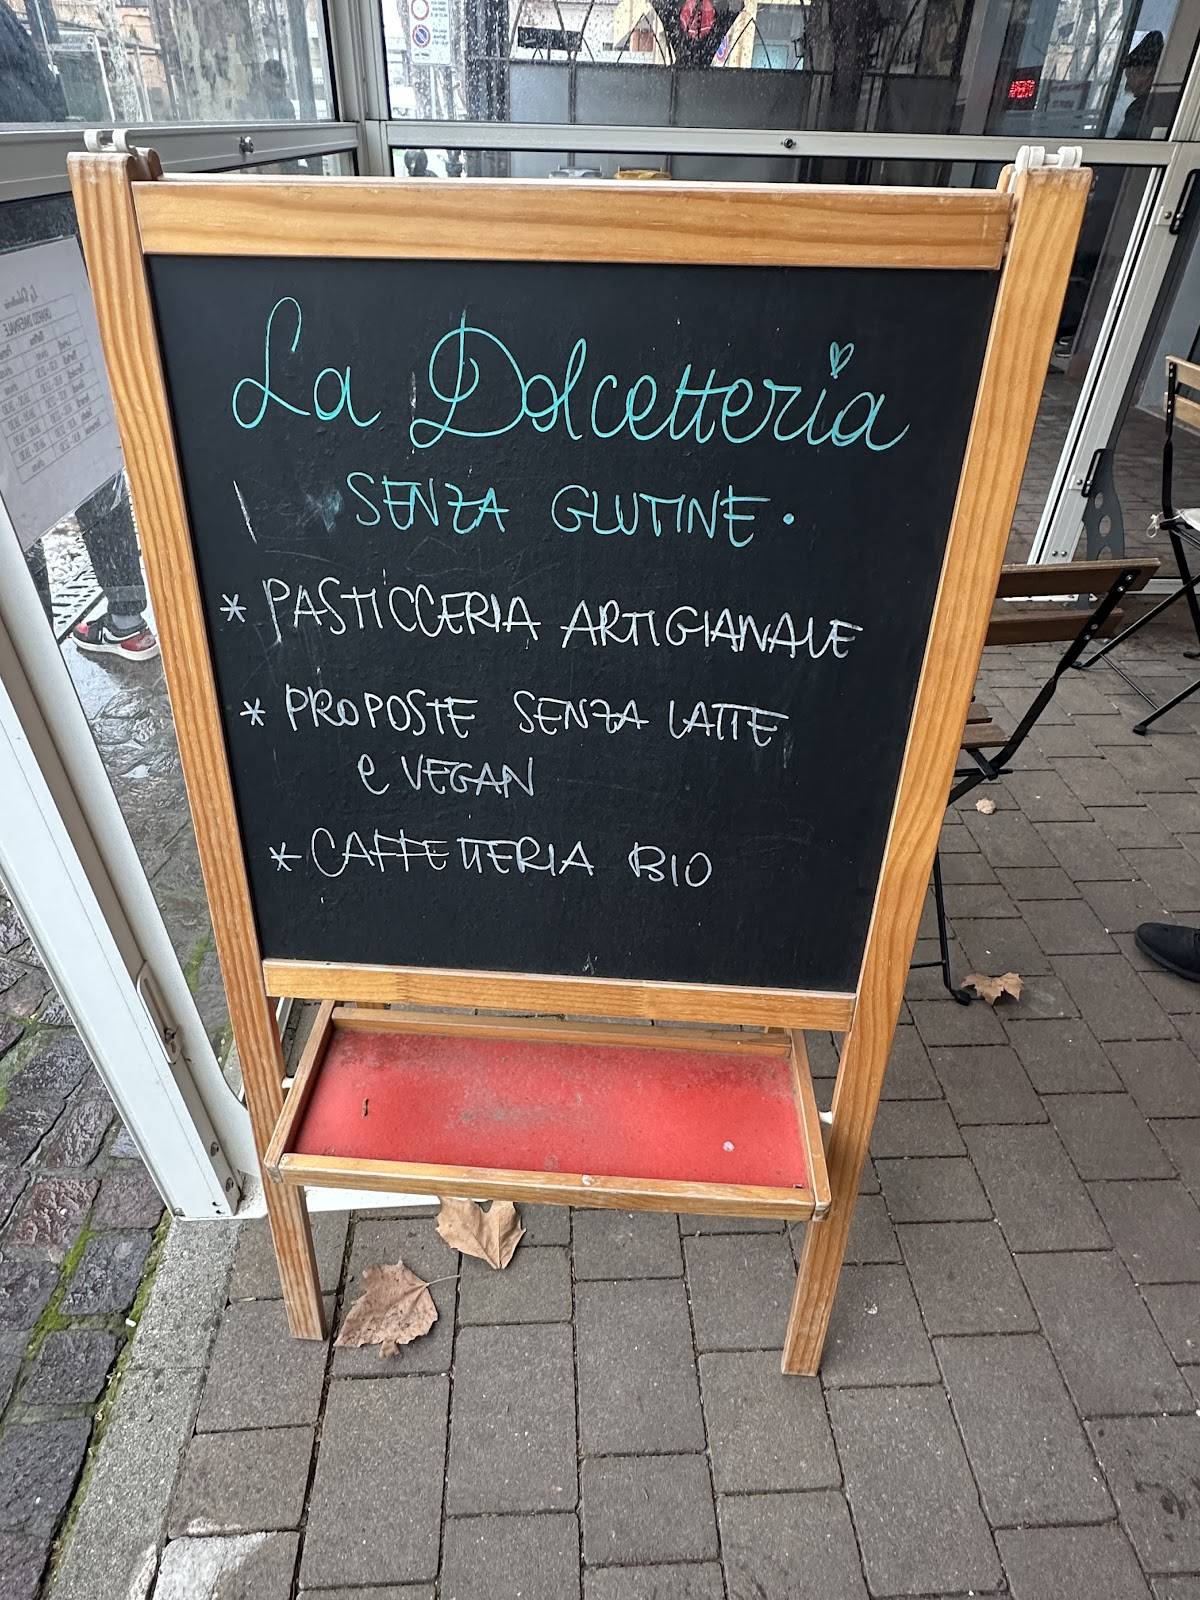 La Dolcetteria
SENZA GLUTINE.
* PASTICCERIA ARTIGIANALE
* PROPOSTE SENZA LATTE
e VEGAN
* CAFFETTERIA BIO